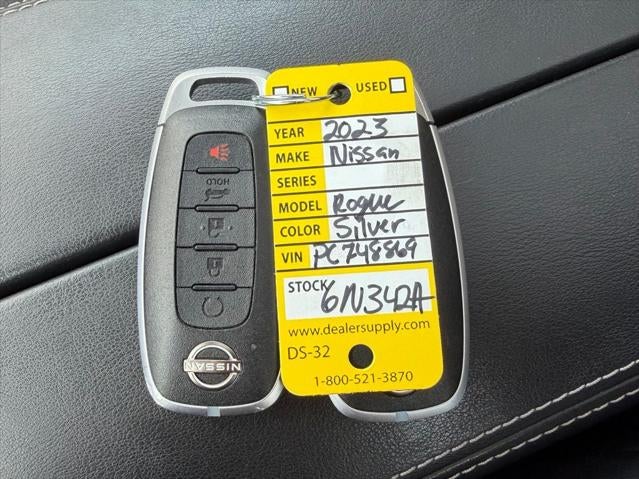 NEW USED
YEAR 2023
MAKE Nissan
SERIES
MODEL Rogue
COLOR Silver
VIN PC748869
STOCK 6N342A
www.dealersupply.com
DS-32
1-800-521-3870
HOLD
NISSAN